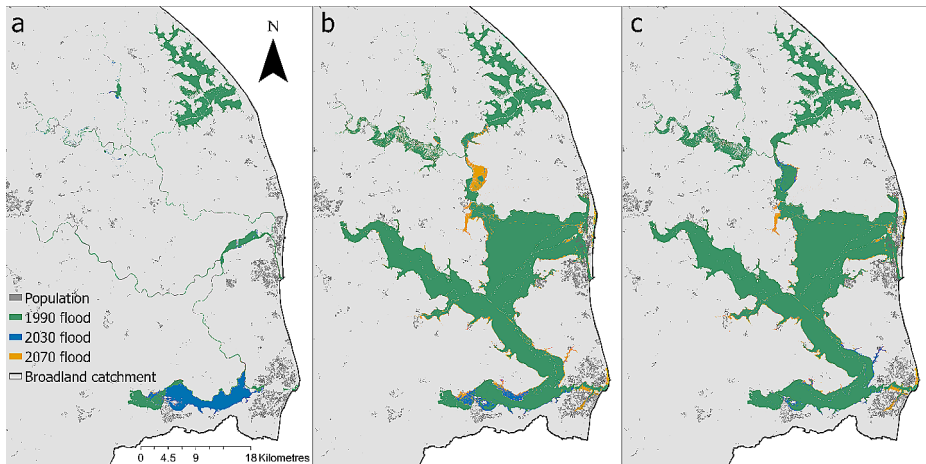 a
N
b
c
Population
1990 flood
2030 flood
2070 flood
Broadland catchment
0 4.5 9 18 Kilometres